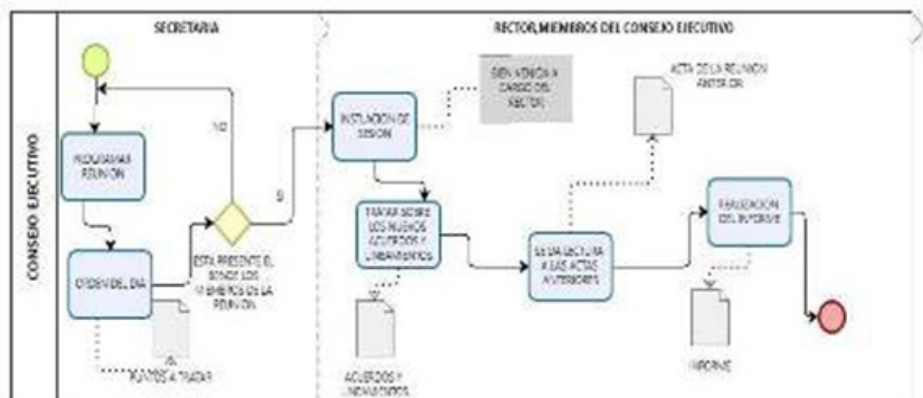 SECRETARIA
RECTOR, MIEMBROS DEL CONSEJO EJECUTIVO
CONSEJO EJECUTIVO
PROGRAMAR
REUNION
ORDEN DEL DIA
PUNTOS A TRATAR
NO
SI
ESTA PRESENTE EL
LOS
MIEMBROS DE LA
REUNION
INSTLACION DE
SESION
BIENVENIDA A
CARGO DEL
RECTOR
TRATAR SOBRE
LOS NUEVOS
ACUERDOS Y
LINEAMIENTOS
ACUERDOS Y
LINEAMIENTOS
ACTA DE LA REUNION
ANTERIOR
SE DA LECTURA
A LAS ACTAS
ANTERIORES
REALIZACION
DEL INFORME
INFORME